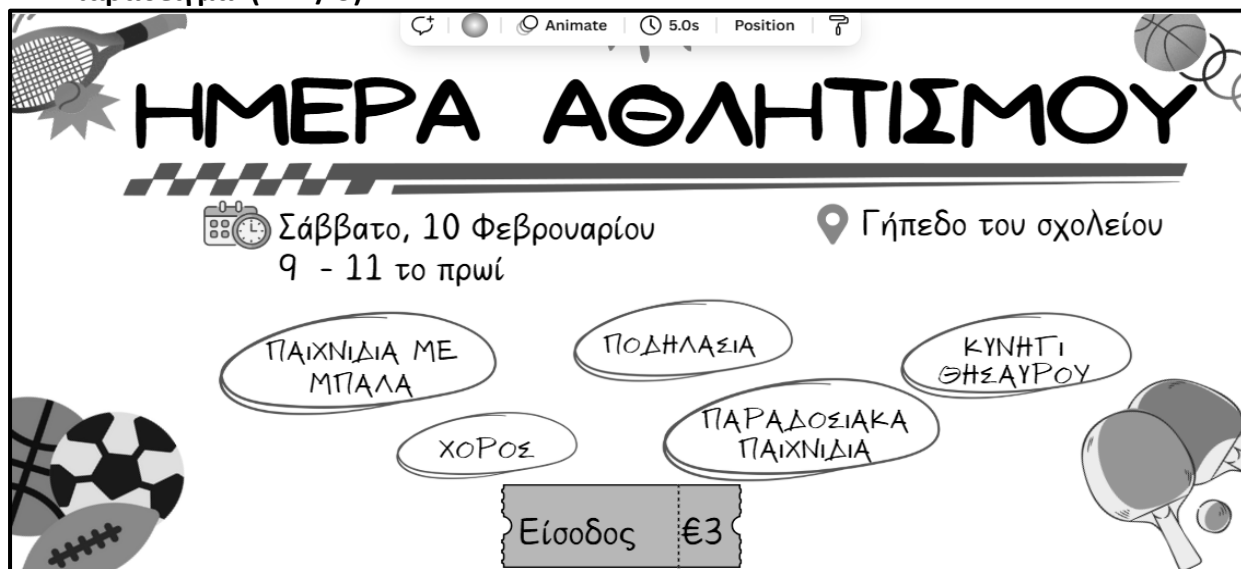 Animate 5.0s Position
ΗΜΕΡΑ ΑΘΛΗΤΙΣΜΟΥ
Σάββατο, 10 Φεβρουαρίου
9 - 11 το πρωί
Γήπεδο του σχολείου
ΠΑΙΧΝΙΔΙΑ ΜΕ
ΜΠΑΛΑ
ΠΟΔΗΛΑΣΙΑ
ΚΥΝΗΓΙ
ΘΗΣΑΥΡΟΥ
ΧΟΡΟΣ
ΠΑΡΑΔΟΣΙΑΚΑ
ΠΑΙΧΝΙΔΙΑ
Είσοδος €3